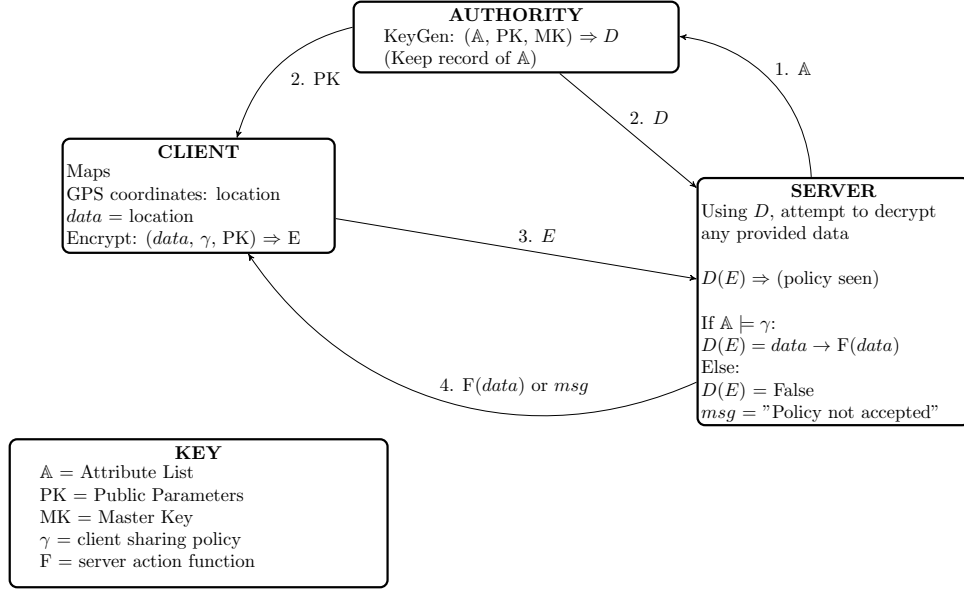 AUTHORITY
KeyGen: (𝔸, PK, MK) ⇒ D
(Keep record of 𝔸)
1. 𝔸
2. PK
2. D
CLIENT
Maps
GPS coordinates: location
data = location
Encrypt: (data, γ, PK) ⇒ E
3. E
SERVER
Using D, attempt to decrypt
any provided data
D(E) ⇒ (policy seen)
If 𝔸 ⊨ γ:
D(E) = data → F(data)
Else:
D(E) = False
msg = ”Policy not accepted”
4. F(data) or msg
KEY
𝔸 = Attribute List
PK = Public Parameters
MK = Master Key
γ = client sharing policy
F = server action function